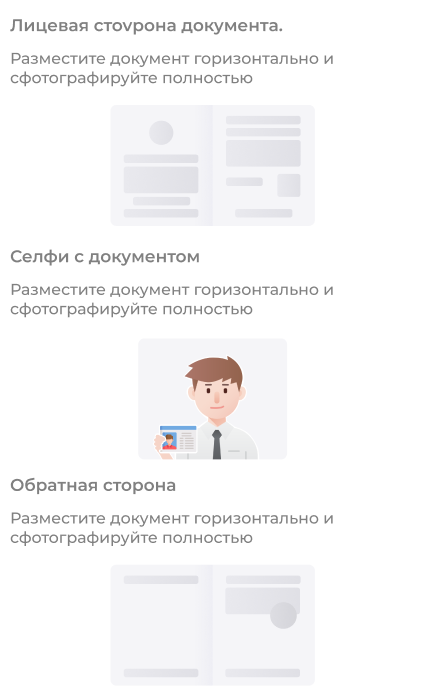 Лицевая стоvрона документа.
Разместите документ горизонтально и
сфотографируйте полностью
Селфи с документом
Разместите документ горизонтально и
сфотографируйте полностью
Обратная сторона
Разместите документ горизонтально и
сфотографируйте полностью